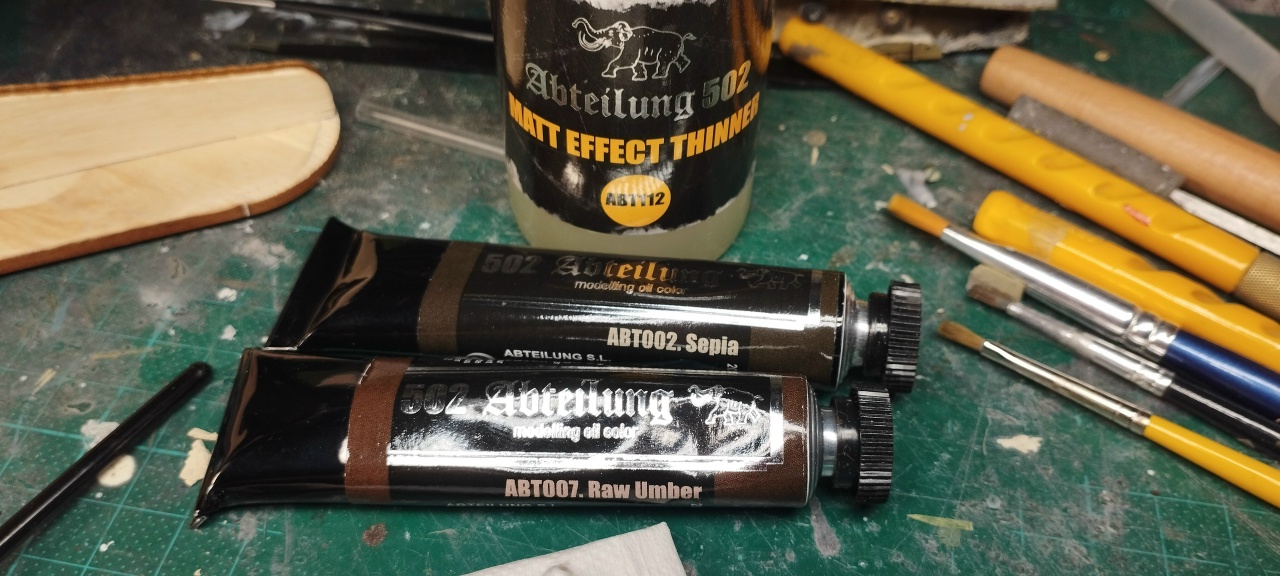 Abteilung 502
MATT EFFECT THINNER
ABT112
502 Abteilung
modelling oil color
ABT002. Sepia
ABTEILUNG S.L.
502 Abteilung
modelling oil color
ABT007. Raw Umber
ABTEILUNG S.L.